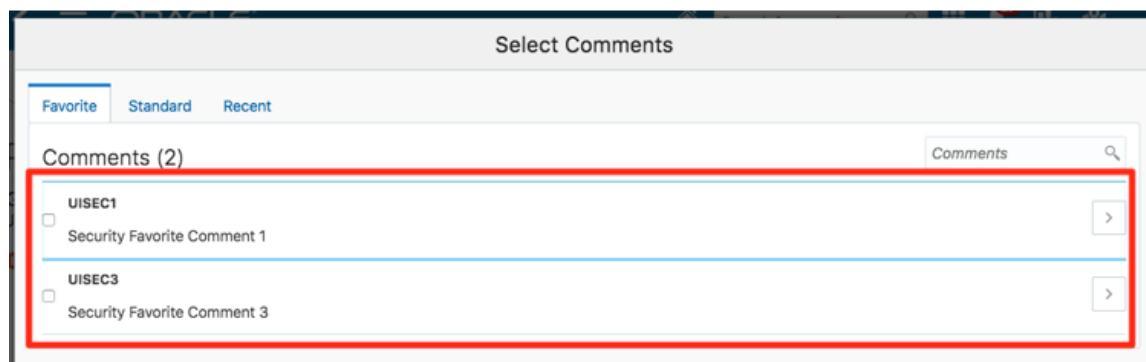 Select Comments
Favorite Standard Recent
Comments (2)
Comments
UISEC1
Security Favorite Comment 1
UISEC3
Security Favorite Comment 3